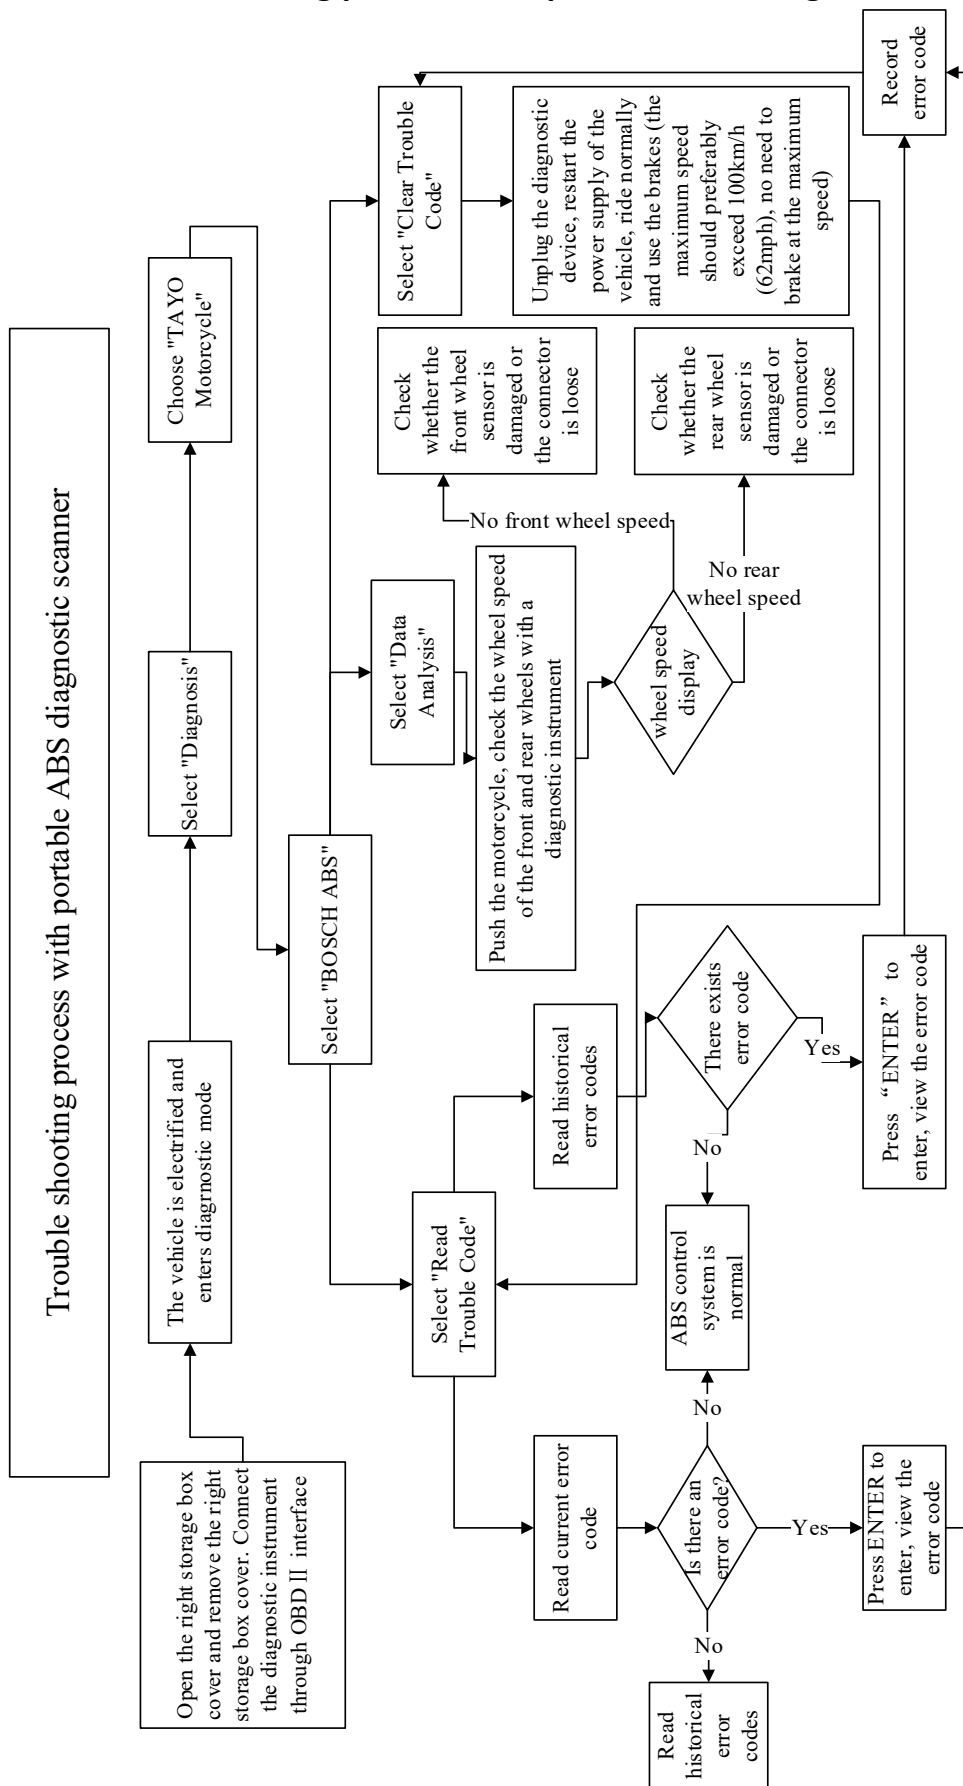 Trouble shooting process with portable ABS diagnostic scanner
Open the right storage box
cover and remove the right
storage box cover. Connect
the diagnostic instrument
through OBD II interface
The vehicle is electrified and
enters diagnostic mode
Select "Diagnosis"
Choose "TAYO
Motorcycle"
Select "BOSCH ABS"
Select "Read
Trouble Code"
Select "Data
Analysis"
Select "Clear Trouble
Code"
Read current error
code
Read historical
error codes
Push the motorcycle, check the wheel speed
of the front and rear wheels with a
diagnostic instrument
No front wheel speed
Check
whether the
front wheel
sensor is
damaged or
the connector
is loose
Unplug the diagnostic
device, restart the
power supply of the
vehicle, ride normally
and use the brakes (the
maximum speed
should preferably
exceed 100km/h
(62mph), no need to
brake at the maximum
speed)
Read
historical
error
codes
No
Is there an
error code?
No
ABS control
system is
normal
No
There exists
error code
wheel speed
display
No rear
wheel speed
Check
whether the
rear wheel
sensor is
damaged or
the connector
is loose
Yes
Yes
Press ENTER to
enter, view the
error code
Press “ENTER” to
enter, view the error code
Record
error code